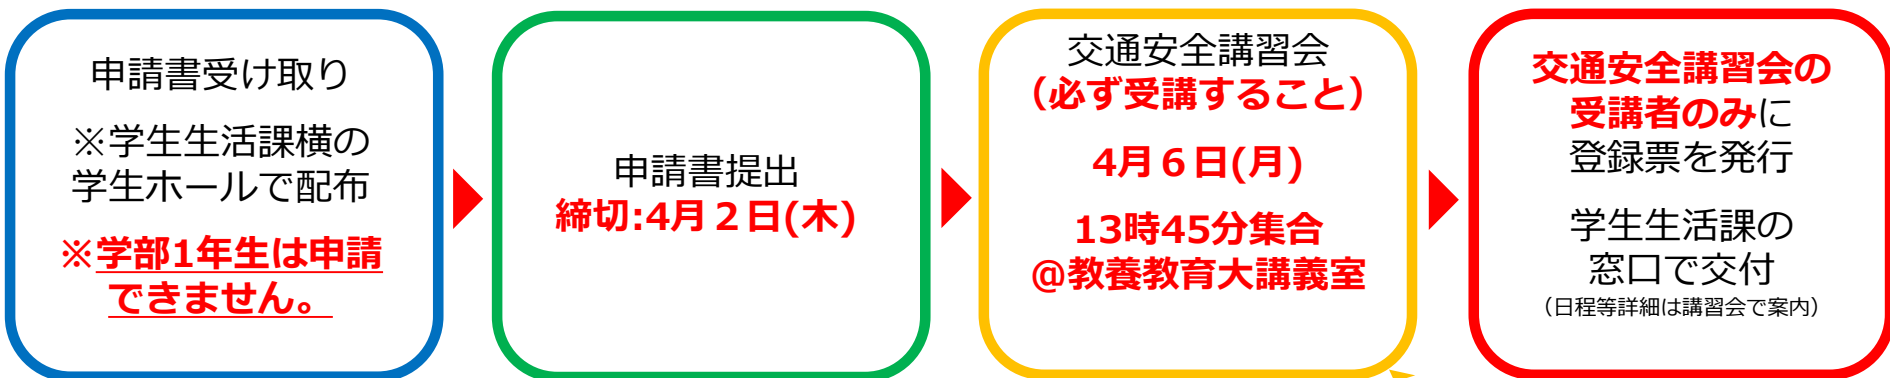 申請書受け取り
※学生生活課横の
学生ホールで配布
※学部1年生は申請
できません。
申請書提出
締切:4月２日(木)
交通安全講習会
（必ず受講すること）
4月６日(月)
13時45分集合
@教養教育大講義室
交通安全講習会の
受講者のみに
登録票を発行
学生生活課の
窓口で交付
（日程等詳細は講習会で案内）